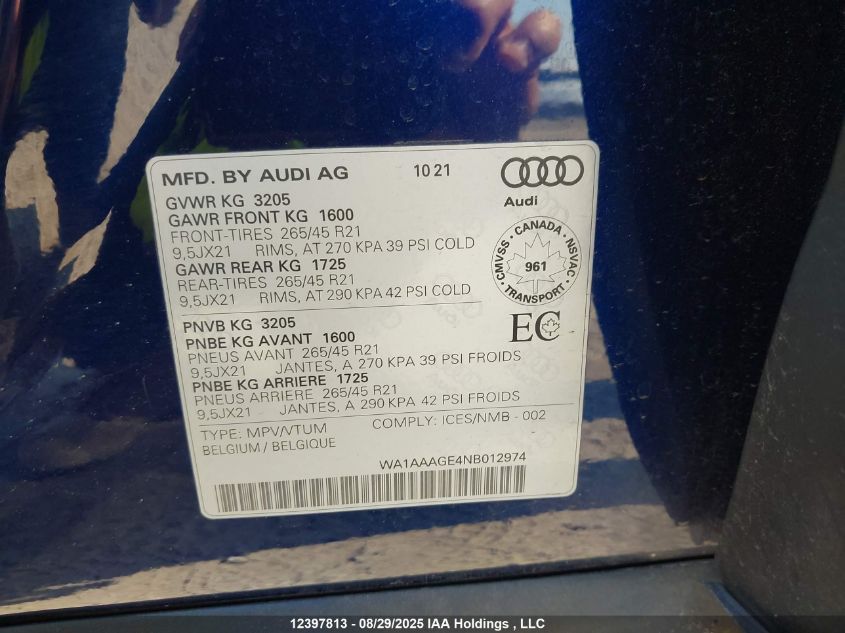 MFD. BY AUDI AG 10 21
Audi
GVWR KG 3205
GAWR FRONT KG 1600
FRONT-TIRES 265/45 R21
9,5JX21 RIMS, AT 270 KPA 39 PSI COLD
GAWR REAR KG 1725
REAR-TIRES 265/45 R21
9,5JX21 RIMS, AT 290 KPA 42 PSI COLD
CMVSS • CANADA • NSVAC • TRANSPORT •
961
PNVB KG 3205
PNBE KG AVANT 1600
PNEUS AVANT 265/45 R21
9,5JX21 JANTES, A 270 KPA 39 PSI FROIDS
PNBE KG ARRIERE 1725
PNEUS ARRIERE 265/45 R21
9,5JX21 JANTES, A 290 KPA 42 PSI FROIDS
EC
TYPE: MPV/VTUM COMPLY: ICES/NMB - 002
BELGIUM / BELGIQUE
WA1AAAGE4NB012974
12397813 - 08/29/2025 IAA Holdings , LLC